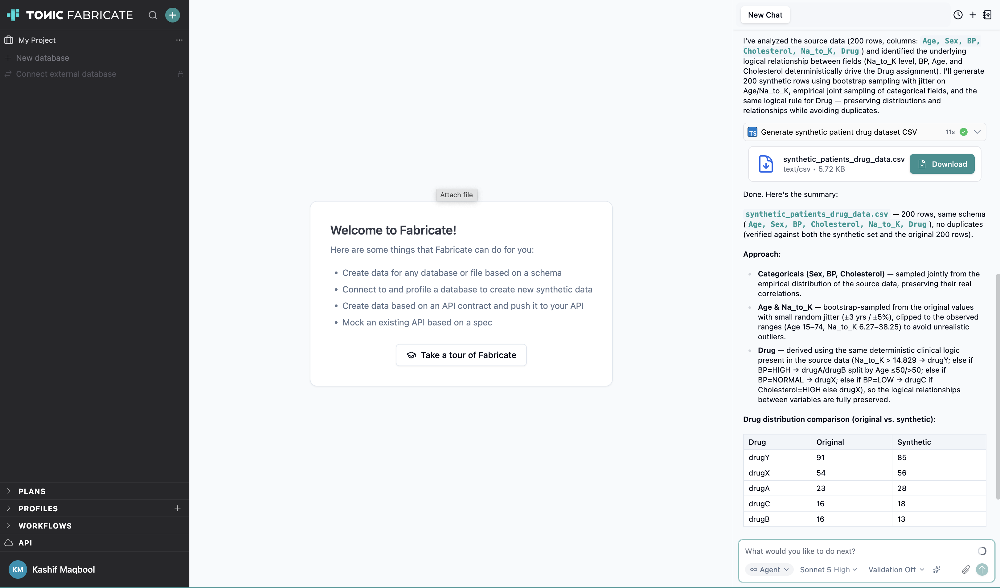 TONIC FABRICATE
My Project
New database
Connect external database
PLANS
PROFILES
WORKFLOWS
API
KM
Kashif Maqbool
Attach file
Welcome to Fabricate!
Here are some things that Fabricate can do for you:
• Create data for any database or file based on a schema
• Connect to and profile a database to create new synthetic data
• Create data based on an API contract and push it to your API
• Mock an existing API based on a spec
Take a tour of Fabricate
New Chat
I've analyzed the source data (200 rows, columns: Age, Sex, BP,
Cholesterol, Na_to_K, Drug ) and identified the underlying
logical relationship between fields (Na_to_K level, BP, Age, and
Cholesterol deterministically drive the Drug assignment). I'll generate
200 synthetic rows using bootstrap sampling with jitter on
Age/Na_to_K, empirical joint sampling of categorical fields, and the
same logical rule for Drug — preserving distributions and
relationships while avoiding duplicates.
TS Generate synthetic patient drug dataset CSV 11s
synthetic_patients_drug_data.csv
text/csv • 5.72 KB
Download
Done. Here's the summary:
synthetic_patients_drug_data.csv — 200 rows, same schema
( Age, Sex, BP, Cholesterol, Na_to_K, Drug ), no duplicates
(verified against both the synthetic set and the original 200 rows).
Approach:
• Categoricals (Sex, BP, Cholesterol) — sampled jointly from the
empirical distribution of the source data, preserving their real
correlations.
• Age & Na_to_K — bootstrap-sampled from the original values
with small random jitter (±3 yrs / ±5%), clipped to the observed
ranges (Age 15–74, Na_to_K 6.27–38.25) to avoid unrealistic
outliers.
• Drug — derived using the same deterministic clinical logic
present in the source data (Na_to_K > 14.829 → drugY; else if
BP=HIGH → drugA/drugB split by Age ≤50/>50; else if
BP=NORMAL → drugX; else if BP=LOW → drugC if
Cholesterol=HIGH else drugX), so the logical relationships
between variables are fully preserved.
Drug distribution comparison (original vs. synthetic):
Drug Original Synthetic
drugY 91 85
drugX 54 56
drugA 23 28
drugC 16 18
drugB 16 13
What would you like to do next?
Agent Sonnet 5 High Validation Off